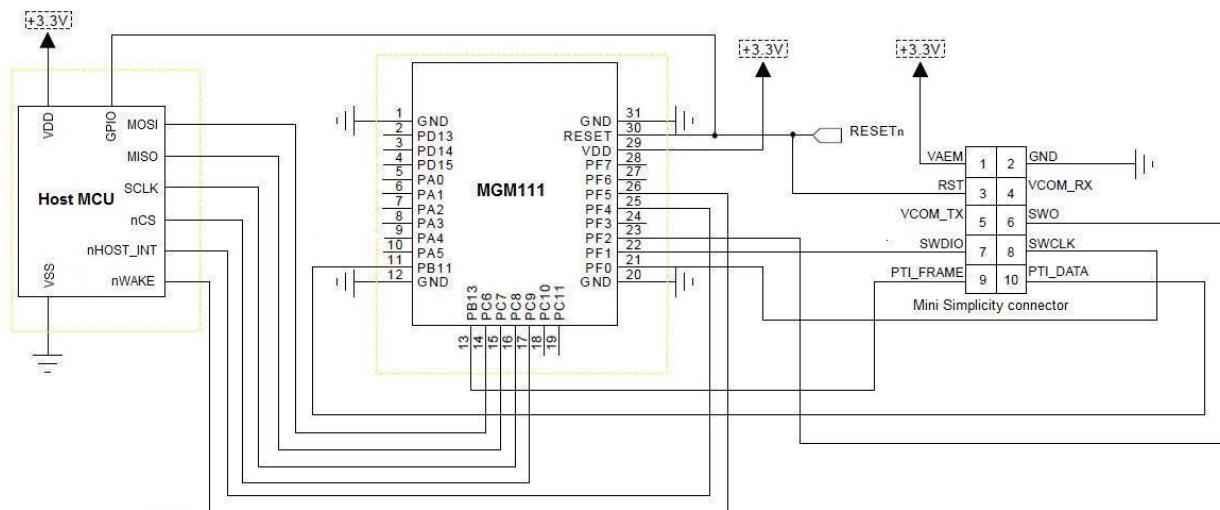 +3.3V
+3.3V
+3.3V
Host MCU
VDD
GPIO
MOSI
MISO
SCLK
nCS
nHOST_INT
nWAKE
VSS
MGM111
1 GND
2 PD13
3 PD14
4 PD15
5 PA0
6 PA1
7 PA2
8 PA3
9 PA4
10 PA5
11 PB11
12 GND
13 PB13
14 PC6
15 PC7
16 PC8
17 PC9
18 PC10
19 PC11
31 GND
30 RESET
29 VDD
28 PF7
27 PF6
26 PF5
25 PF4
24 PF3
23 PF2
22 PF1
21 PF0
20 GND
RESETn
VAEM 1 2 GND
RST 3 4 VCOM_RX
VCOM_TX 5 6 SWO
SWDIO 7 8 SWCLK
PTI_FRAME 9 10 PTI_DATA
Mini Simplicity connector